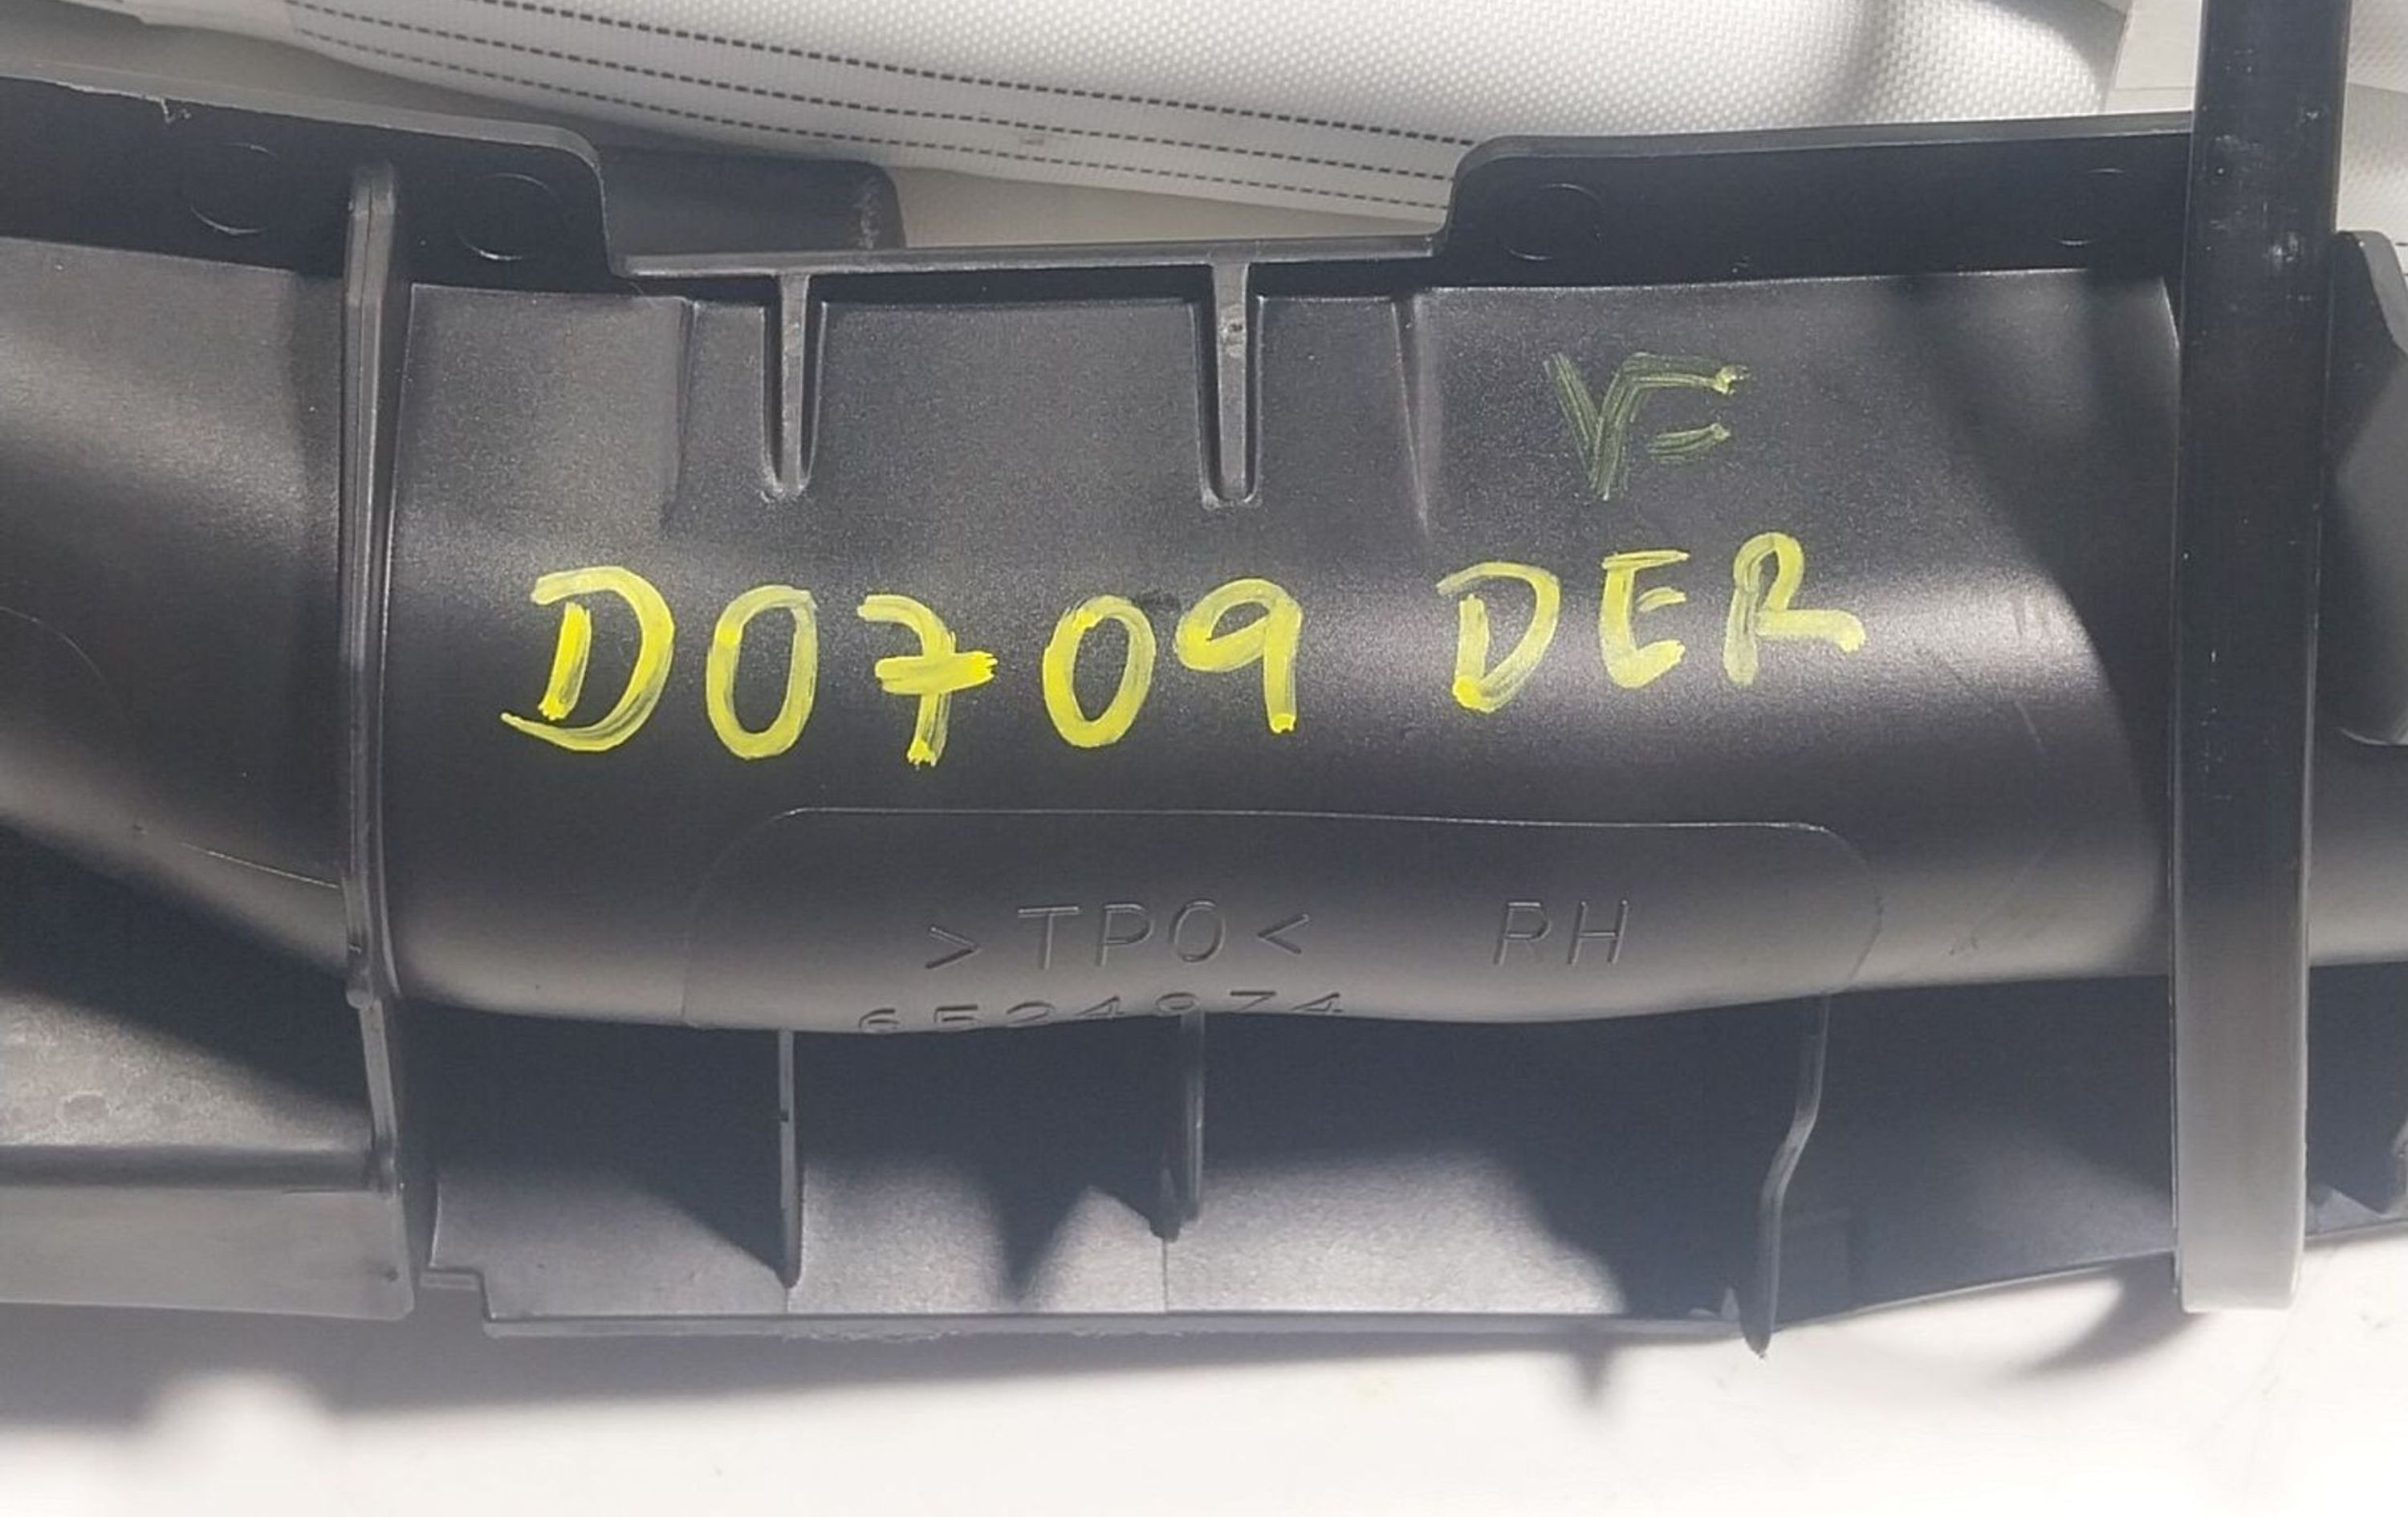 VF
D0709 DER
>TPO< RH